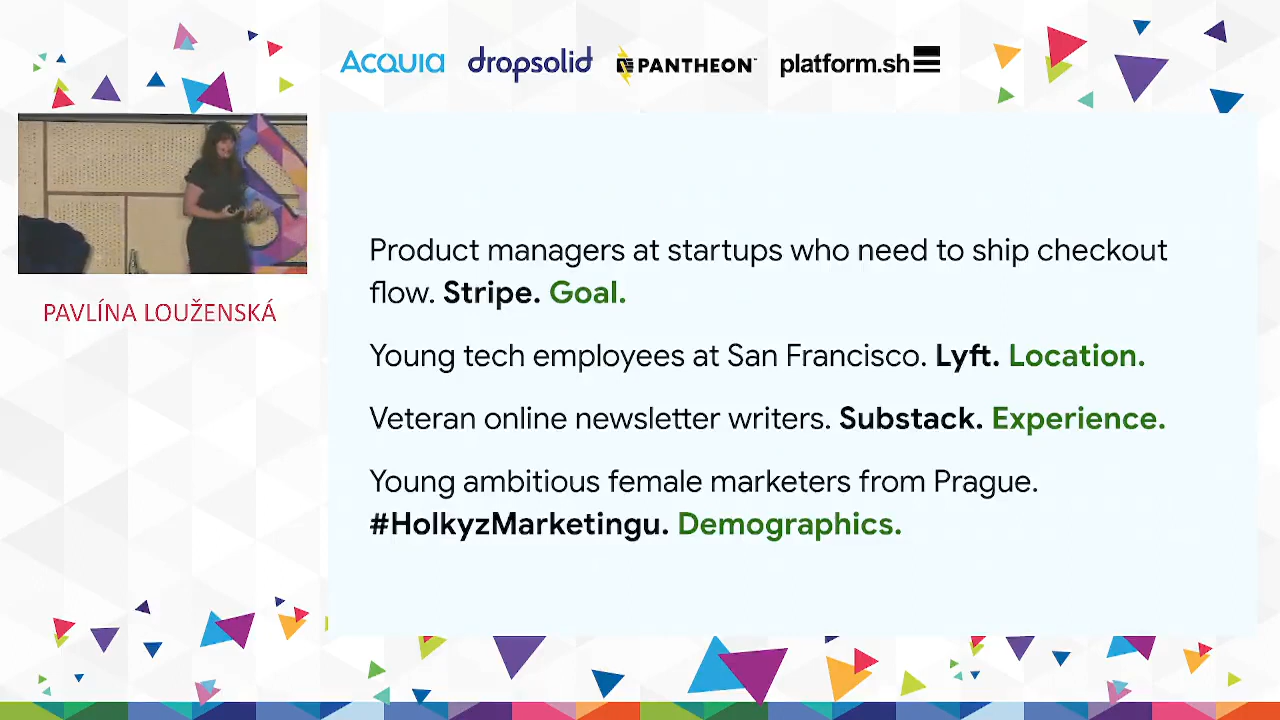 ACQUIA dropsolid PANTHEON platform.sh
PAVLÍNA LOUŽENSKÁ
Product managers at startups who need to ship checkout
flow. Stripe. Goal.
Young tech employees at San Francisco. Lyft. Location.
Veteran online newsletter writers. Substack. Experience.
Young ambitious female marketers from Prague.
#HolkyzMarketingu. Demographics.